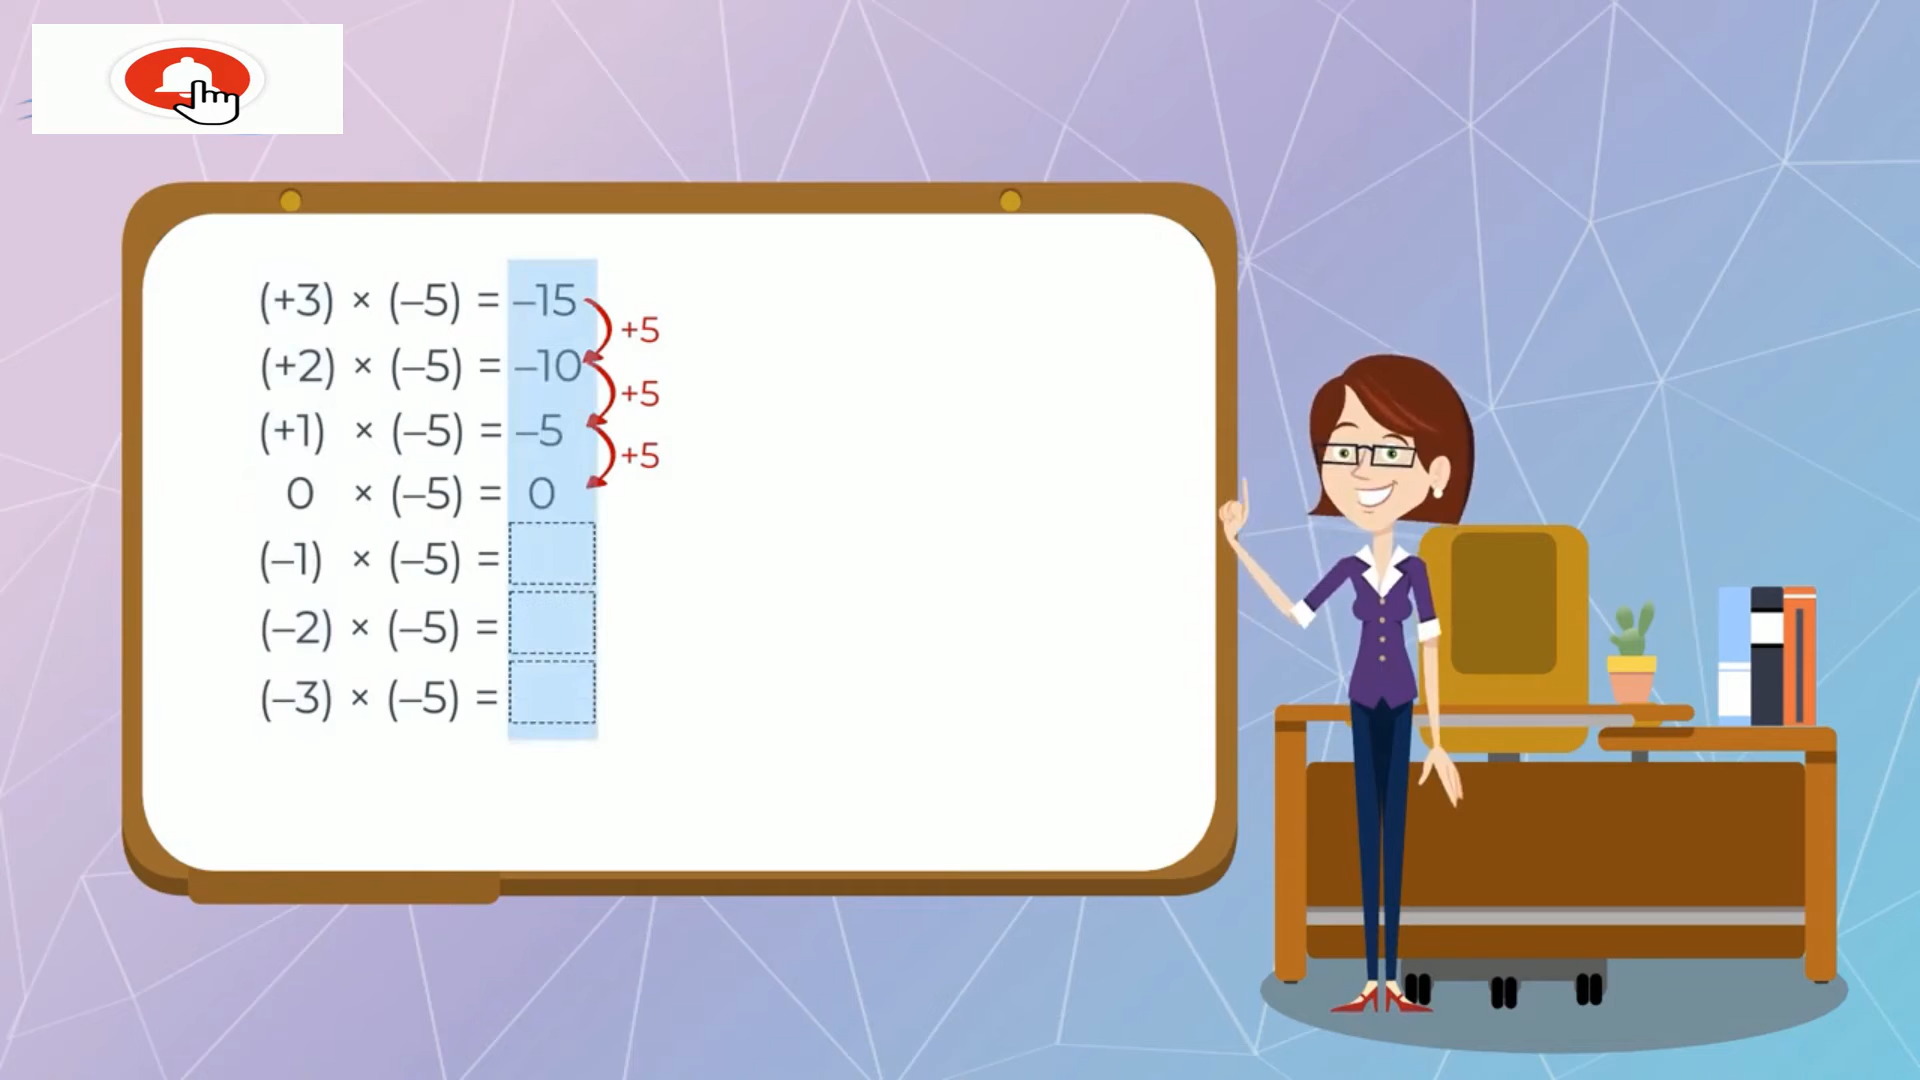 (+3) × (–5) = –15
+5
(+2) × (–5) = –10
+5
(+1) × (–5) = –5
+5
0 × (–5) = 0
(–1) × (–5) =
(–2) × (–5) =
(–3) × (–5) =